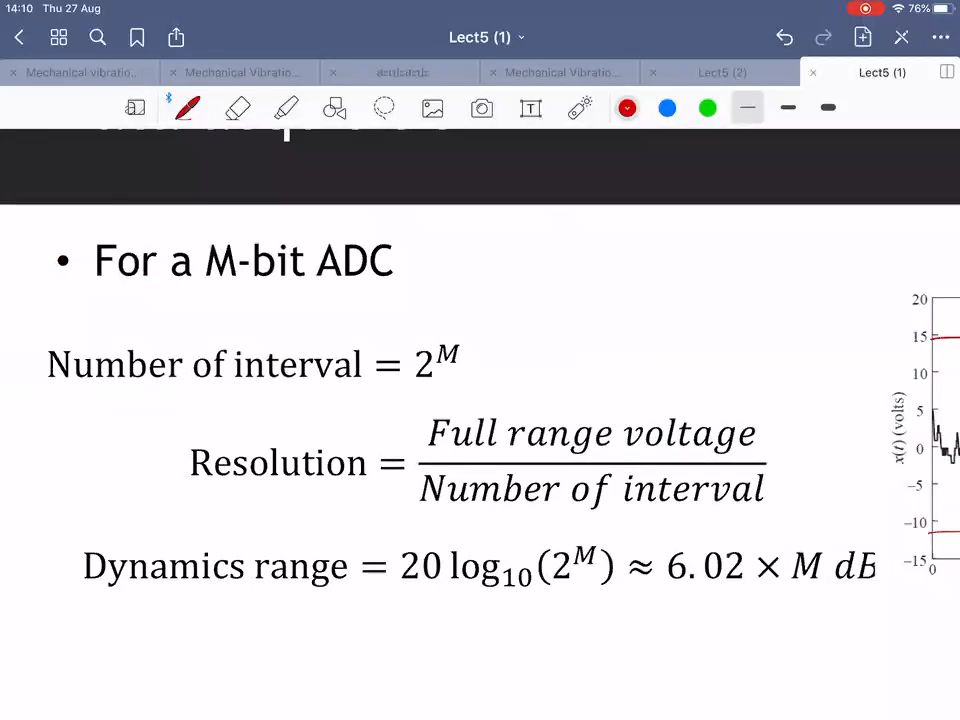 14:10 Thu 27 Aug 76%
Lect5 (1)
Mechanical vibratio... Mechanical Vibratio... Mechanical Vibratio... Lect5 (2) Lect5 (1)
T
• For a M-bit ADC
Number of interval = 2^M
Resolution = Full range voltage / Number of interval
Dynamics range = 20 log₁₀(2^M) ≈ 6.02 × M dB
20
15
10
5
0
−5
−10
−15
0
x(t) (volts)